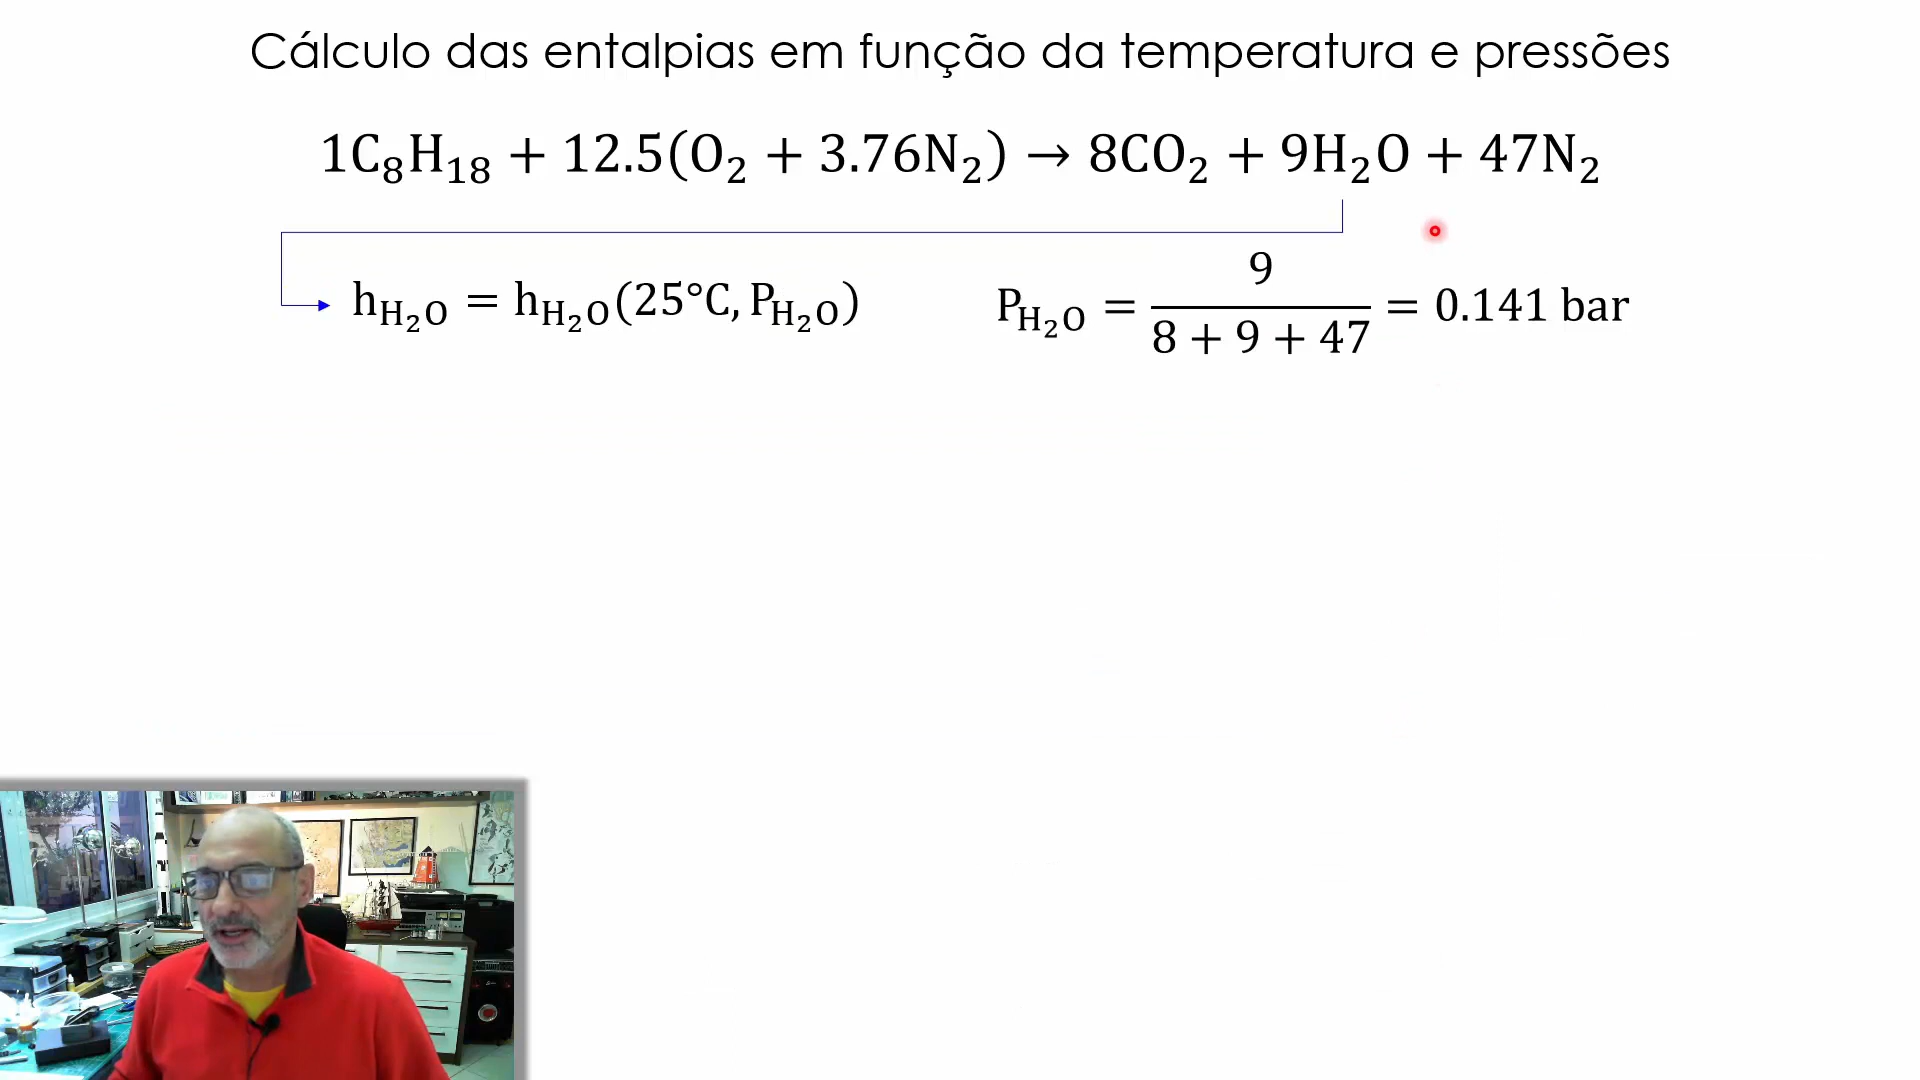 Cálculo das entalpias em função da temperatura e pressões
1C₈H₁₈ + 12.5(O₂ + 3.76N₂) → 8CO₂ + 9H₂O + 47N₂
h_H₂O = h_H₂O(25°C, P_H₂O)
P_H₂O = 9 / (8 + 9 + 47) = 0.141 bar